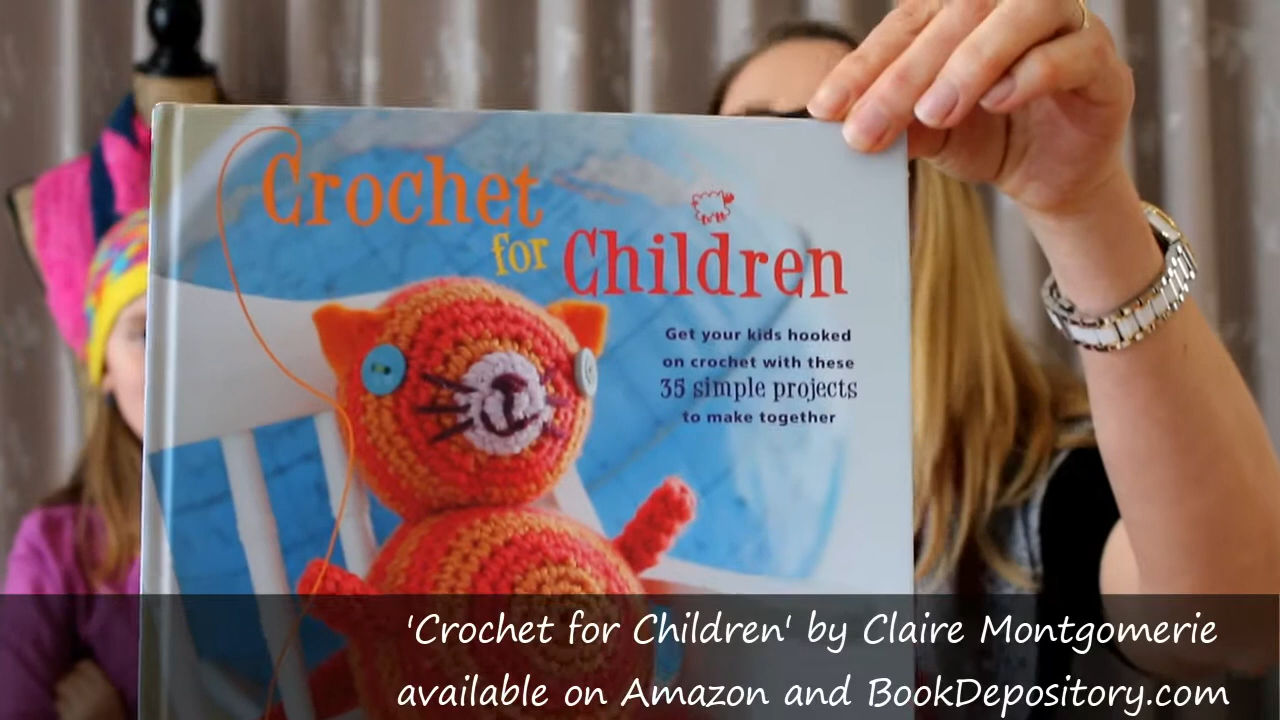 Crochet
for Children
Get your kids hooked
on crochet with these
35 simple projects
to make together
'Crochet for Children' by Claire Montgomerie
available on Amazon and BookDepository.com